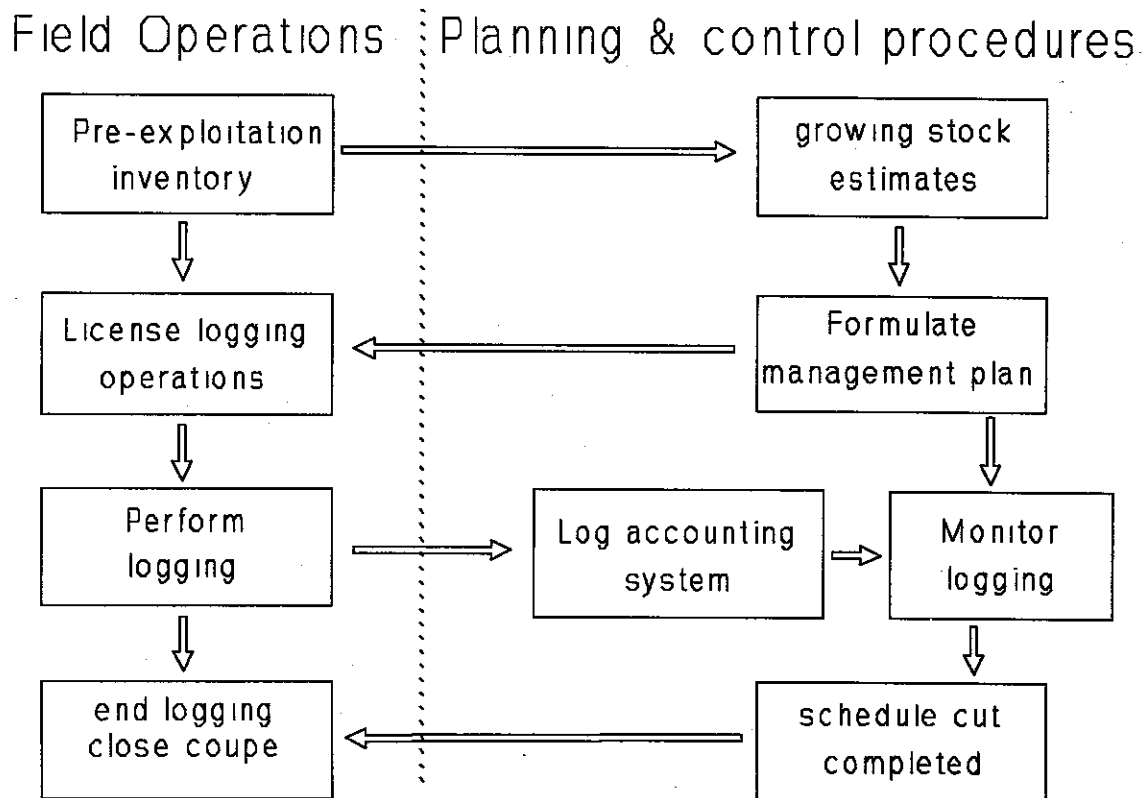 Field Operations
Planning & control procedures
Pre-exploitation
inventory
growing stock
estimates
License logging
operations
Formulate
management plan
Perform
logging
Log accounting
system
Monitor
logging
end logging
close coupe
schedule cut
completed